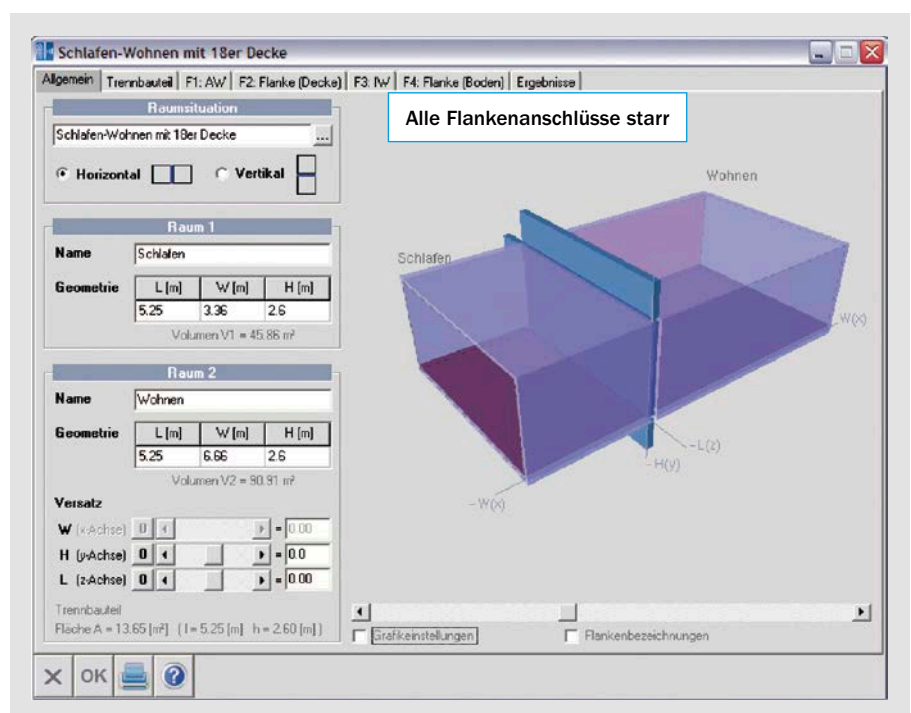 Schlafen-Wohnen mit 18er Decke
Allgemein Trennbauteil F1: AW F2: Flanke (Decke) F3: IW F4: Flanke (Boden) Ergebnisse
Alle Flankenanschlüsse starr
Raumsituation
Schlafen-Wohnen mit 18er Decke ...
Horizontal Vertikal
Raum 1
Name Schlafen
Geometrie L [m] W [m] H [m]
5.25 3.36 2.6
Volumen V1 = 45.86 m³
Raum 2
Name Wohnen
Geometrie L [m] W [m] H [m]
5.25 6.66 2.6
Volumen V2 = 90.91 m³
Versatz
W (x-Achse) 0 = 0.00
H (y-Achse) 0 = 0.0
L (z-Achse) 0 = 0.00
Trennbauteil
Fläche A = 13.65 [m²] ( l = 5.25 [m] h = 2.60 [m] )
Wohnen
Schlafen
W(x)
L(z)
H(y)
W(x)
Grafikeinstellungen Flankenbezeichnungen
OK ?